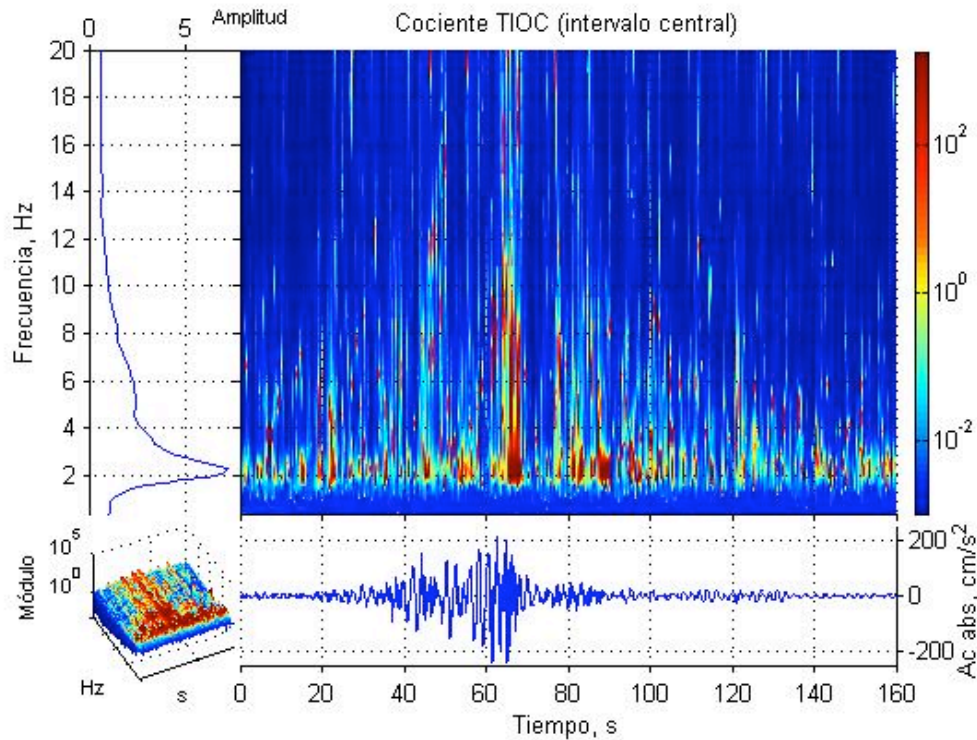 0 5 Amplitud Cociente TIOC (intervalo central)
20
18
16
14
12
10
8
6
4
2
Frecuencia, Hz
10^2
10^0
10^-2
10^5
10^0
Módulo
Hz
s
200
0
-200
Ac abs. cm/s^2
0 20 40 60 80 100 120 140 160
Tiempo, s